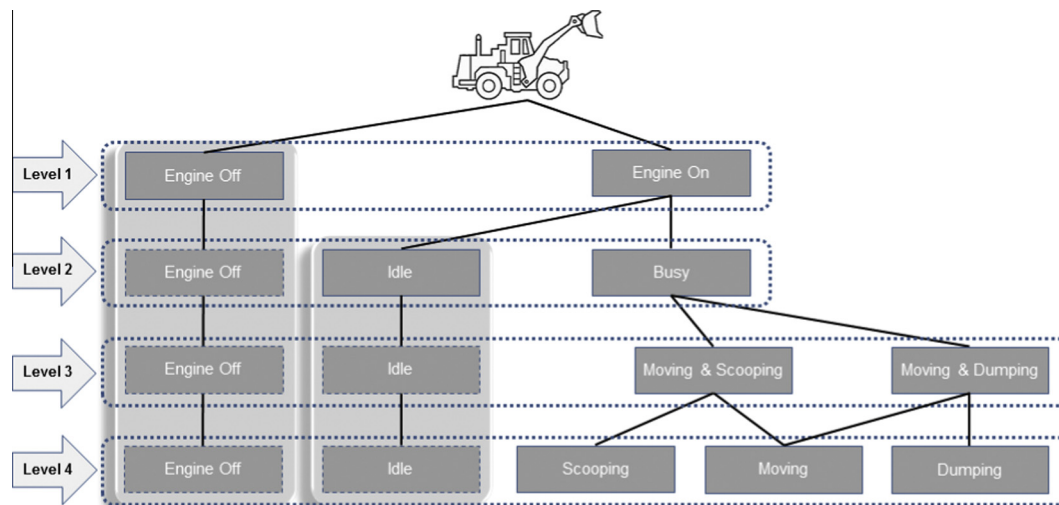 Level 1
Engine Off
Engine On
Level 2
Engine Off
Idle
Busy
Level 3
Engine Off
Idle
Moving & Scooping
Moving & Dumping
Level 4
Engine Off
Idle
Scooping
Moving
Dumping